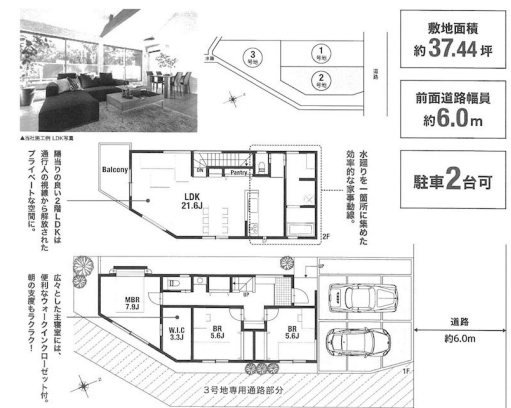 ▲当社施工例 LDK写真
水路
3
号地
1
号地
2
号地
道路
敷地面積
約37.44坪
前面道路幅員
約6.0m
駐車2台可
陽当りの良い2階LDKは
通行人の視線から解放された
プライベートな空間に。
Balcony
LDK
21.6J
DN
Pantry
2F
水廻りを一箇所に集めた
効率的な家事動線。
広々とした主寝室には、
便利なウォークインクローゼット付。
朝の支度もラクラク!
MBR
7.9J
W.I.C
3.3J
BR
5.6J
BR
5.6J
UP
UP
1F
道路
約6.0m
3号地専用通路部分